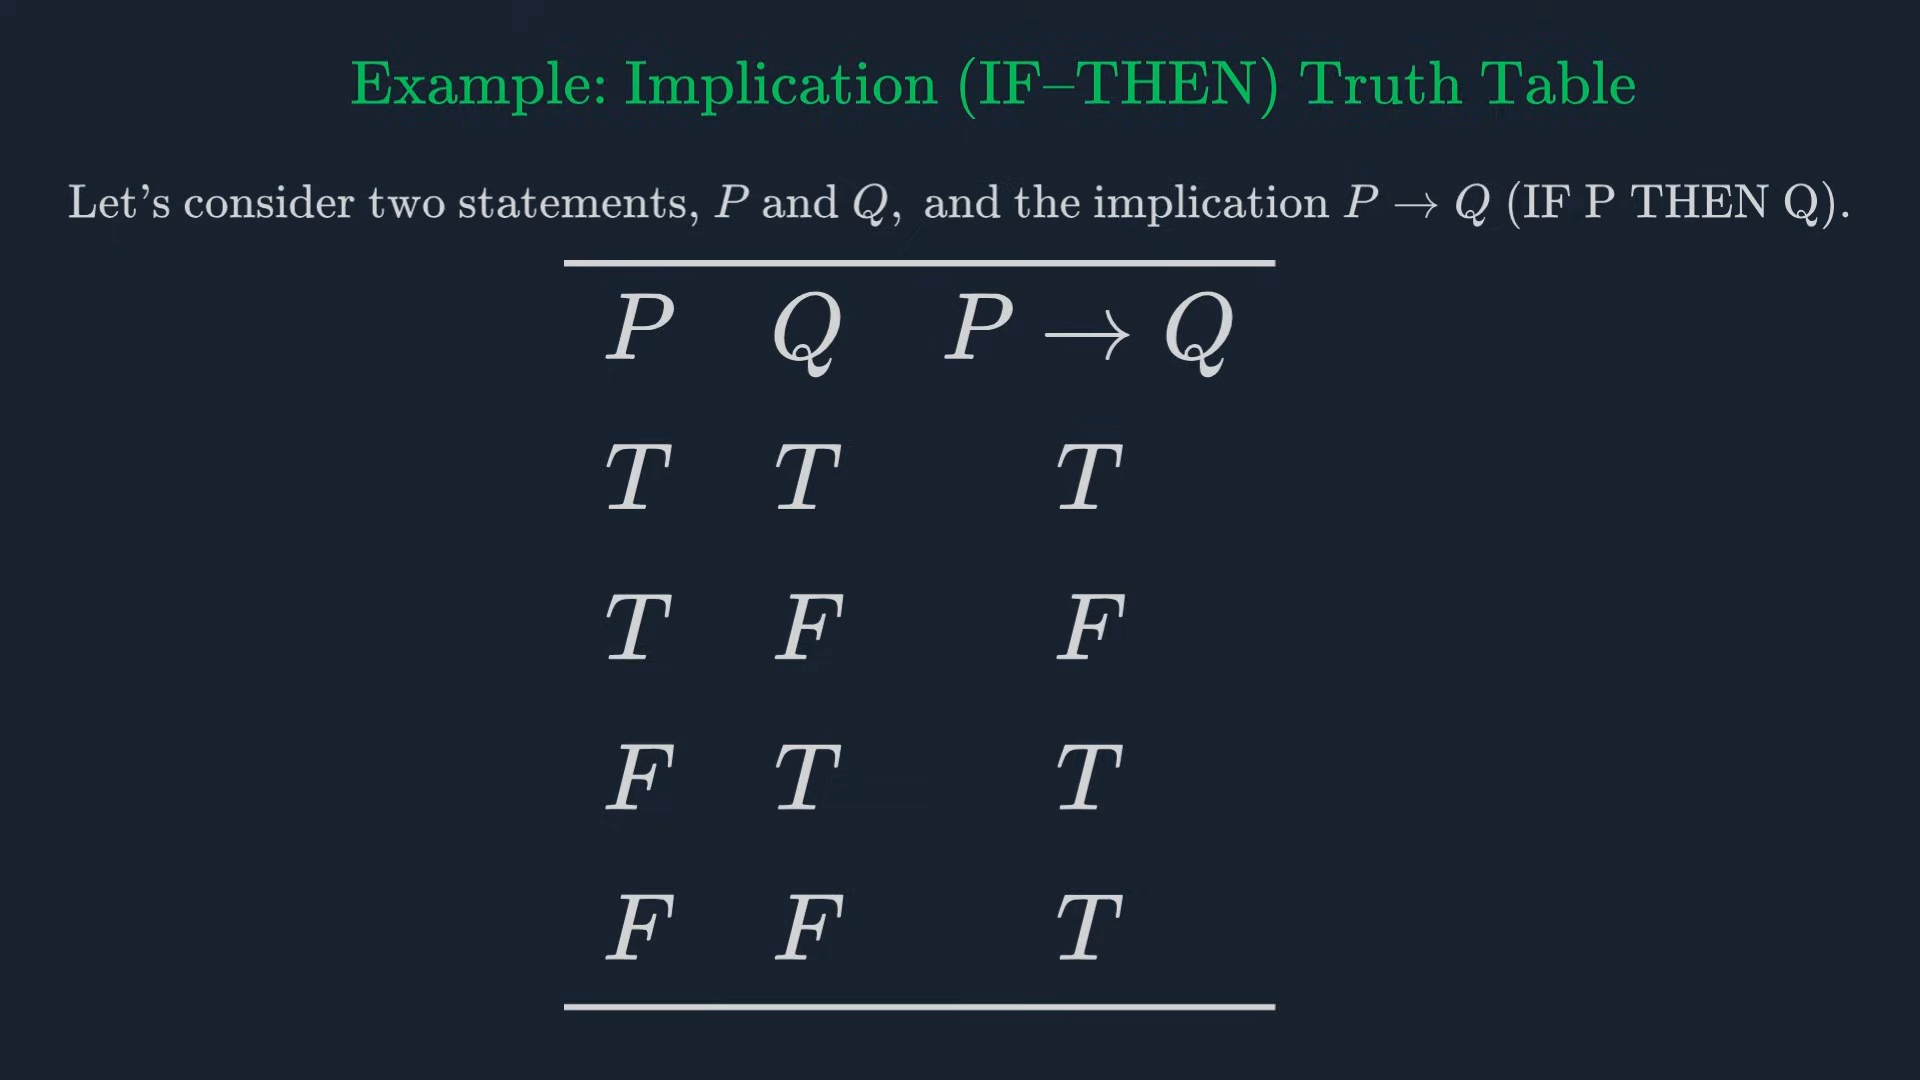 Example: Implication (IF–THEN) Truth Table
Let’s consider two statements, P and Q, and the implication P → Q (IF P THEN Q).
P Q P → Q
T T T
T F F
F T T
F F T